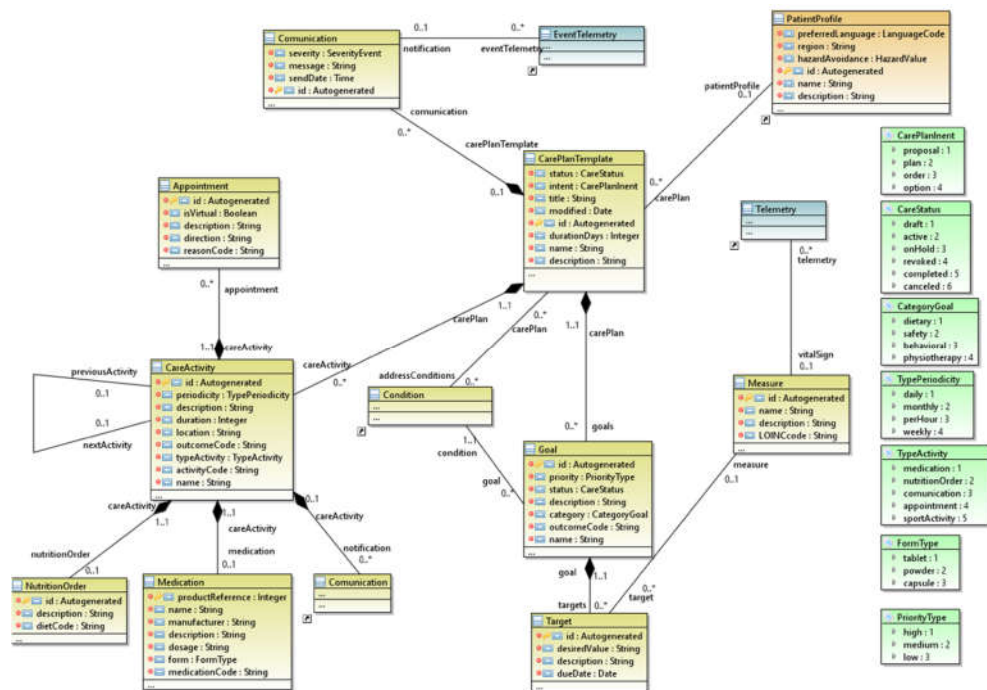 Comunication
severity : SeverityEvent
message : String
sendDate : Time
id : Autogenerated
...
0..1
notification
0..*
eventTelemetry
EventTelemetry
...
...
PatientProfile
preferredLanguage : LanguageCode
region : String
hazardAvoidance : HazardValue
id : Autogenerated
name : String
description : String
...
patientProfile
0..1
comunication
0..*
carePlanTemplate
0..1
CarePlanTemplate
status : CareStatus
intent : CarePlanInent
title : String
modified : Date
id : Autogenerated
durationDays : Integer
name : String
description : String
...
0..*
carePlan
CarePlanInent
proposal : 1
plan : 2
order : 3
option : 4
Appointment
id : Autogenerated
isVirtual : Boolean
description : String
direction : String
reasonCode : String
...
Telemetry
...
...
0..*
telemetry
CareStatus
draft : 1
active : 2
onHold : 3
revoked : 4
completed : 5
canceled : 6
0..*
appointment
1..1
careActivity
1..1
carePlan
0..*
carePlan
1..1
carePlan
CategoryGoal
dietary : 1
safety : 2
behavioral : 3
physiotherapy : 4
previousActivity
0..1
0..1
nextActivity
CareActivity
id : Autogenerated
periodicity : TypePeriodicity
description : String
duration : Integer
location : String
outcomeCode : String
typeActivity : TypeActivity
activityCode : String
name : String
...
careActivity
0..*
addressConditions
0..*
Condition
...
...
vitalSign
0..1
Measure
id : Autogenerated
name : String
description : String
LOINCcode : String
...
TypePeriodicity
daily : 1
monthly : 2
perHour : 3
weekly : 4
1..1
condition
goal
0..*
0..*
goals
Goal
id : Autogenerated
priority : PriorityType
status : CareStatus
description : String
category : CategoryGoal
outcomeCode : String
name : String
...
measure
0..1
TypeActivity
medication : 1
nutritionOrder : 2
comunication : 3
appointment : 4
sportActivity : 5
careActivity
1..1
1..1
careActivity
0..1
careActivity
nutritionOrder
0..1
medication
0..1
notification
0..*
FormType
tablet : 1
powder : 2
capsule : 3
NutritionOrder
id : Autogenerated
description : String
dietCode : String
...
Medication
productReference : Integer
name : String
manufacturer : String
description : String
dosage : String
form : FormType
medicationCode : String
...
Comunication
...
...
goal
1..1
targets
0..*
0..*
target
Target
id : Autogenerated
desiredValue : String
description : String
dueDate : Date
...
PriorityType
high : 1
medium : 2
low : 3